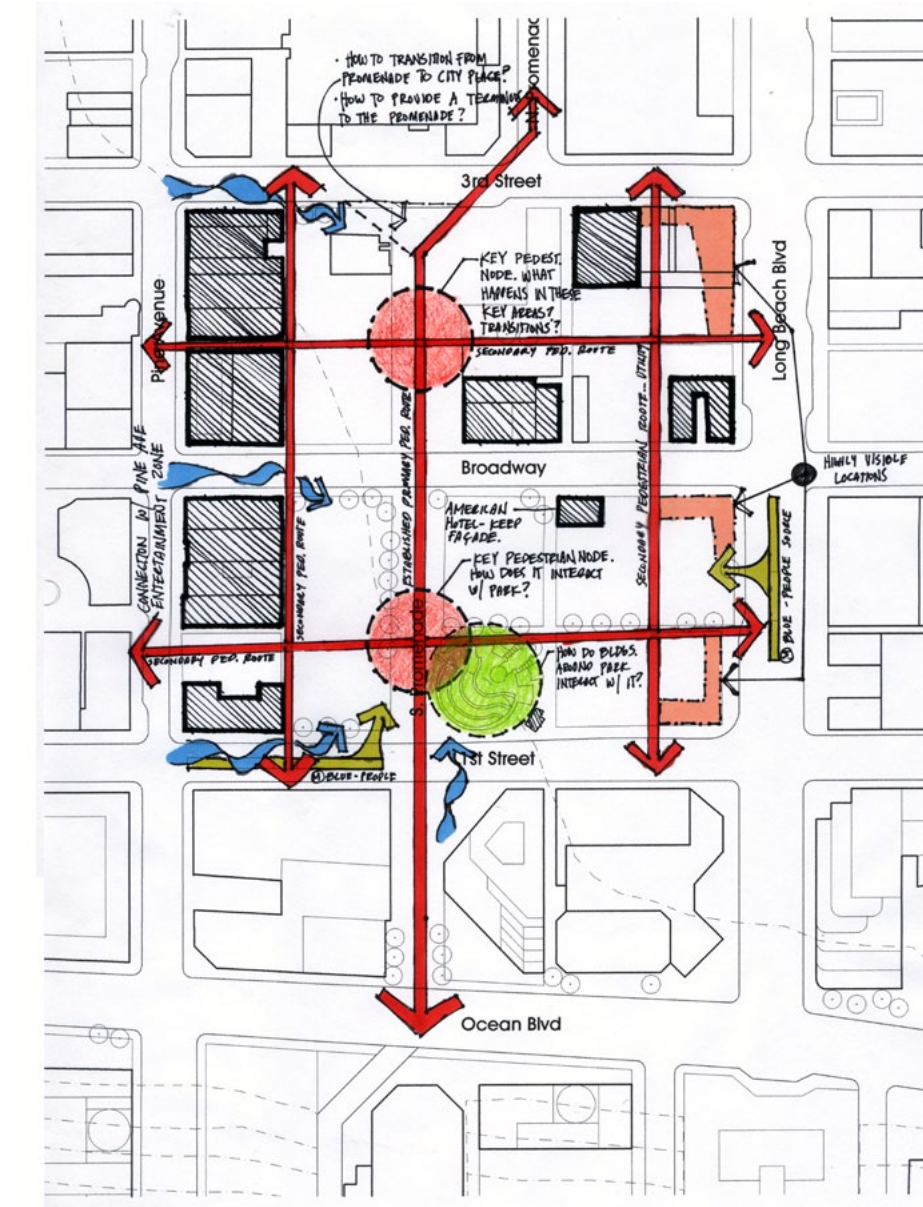 · HOW TO TRANSITION FROM
PROMENADE TO CITY PLACE?
· HOW TO PROVIDE A TERMINUS
TO THE PROMENADE?
N. Promenad
3rd Street
KEY PEDEST.
NODE. WHAT
HAPPENS IN THESE
KEY AREAS?
TRANSITIONS?
Pine Avenue
Long Beach Blvd
SECONDARY PED. ROUTE
ESTABLISHED PRIMARY PED. ROUTE
SECONDARY PEDESTRIAN ROUTE...
Broadway
HIGHLY VISIBLE
LOCATIONS
CONNECTION W/ PINE AVE
ENTERTAINMENT ZONE
SECONDARY PED. ROUTE
AMERICAN
HOTEL- KEEP
FAÇADE.
KEY PEDESTRIAN NODE.
HOW DOES IT INTERACT
W/ PARK?
M BLUE - PEOPLE SOURCE
SECONDARY PED. ROUTE
S. Promenade
HOW DO BLDGS.
AROUND PARK
INTERACT W/ IT?
1st Street
M BLUE-PEOPLE
Ocean Blvd